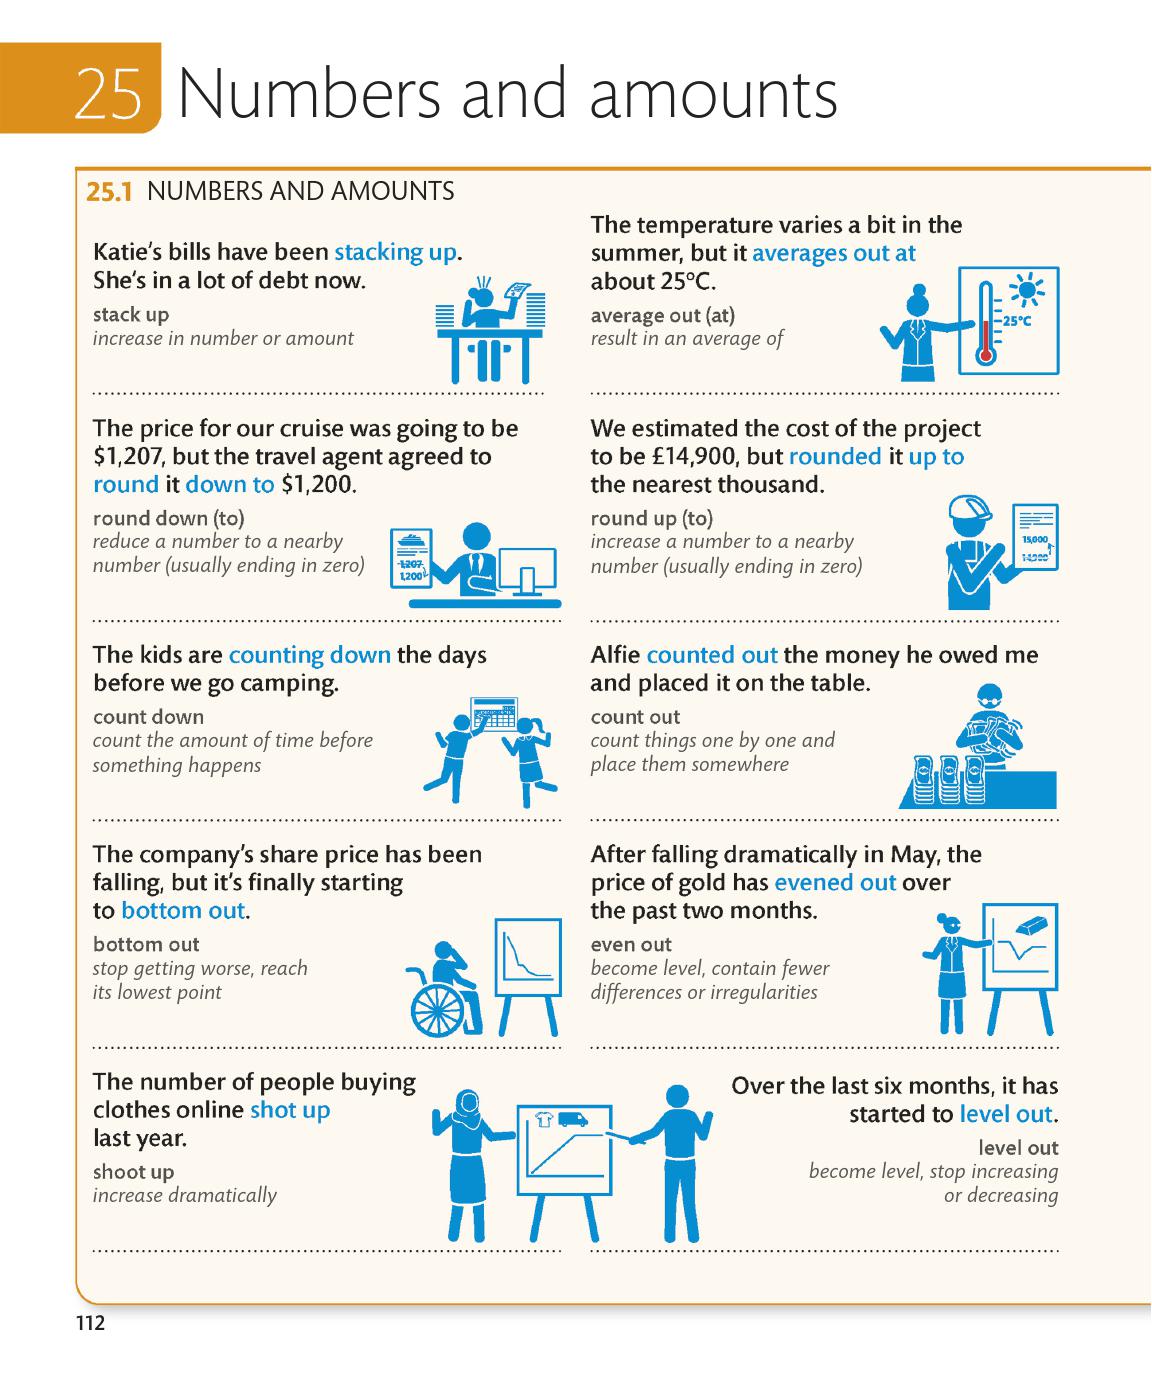 25 Numbers and amounts
25.1 NUMBERS AND AMOUNTS
Katie's bills have been stacking up.
She's in a lot of debt now.
stack up
increase in number or amount
The temperature varies a bit in the
summer, but it averages out at
about 25°C.
average out (at)
result in an average of
25°C
The price for our cruise was going to be
$1,207, but the travel agent agreed to
round it down to $1,200.
round down (to)
reduce a number to a nearby
number (usually ending in zero)
1,207
1,200
We estimated the cost of the project
to be £14,900, but rounded it up to
the nearest thousand.
round up (to)
increase a number to a nearby
number (usually ending in zero)
15,000
14,900
The kids are counting down the days
before we go camping.
count down
count the amount of time before
something happens
Alfie counted out the money he owed me
and placed it on the table.
count out
count things one by one and
place them somewhere
The company's share price has been
falling, but it's finally starting
to bottom out.
bottom out
stop getting worse, reach
its lowest point
After falling dramatically in May, the
price of gold has evened out over
the past two months.
even out
become level, contain fewer
differences or irregularities
The number of people buying
clothes online shot up
last year.
shoot up
increase dramatically
Over the last six months, it has
started to level out.
level out
become level, stop increasing
or decreasing
112